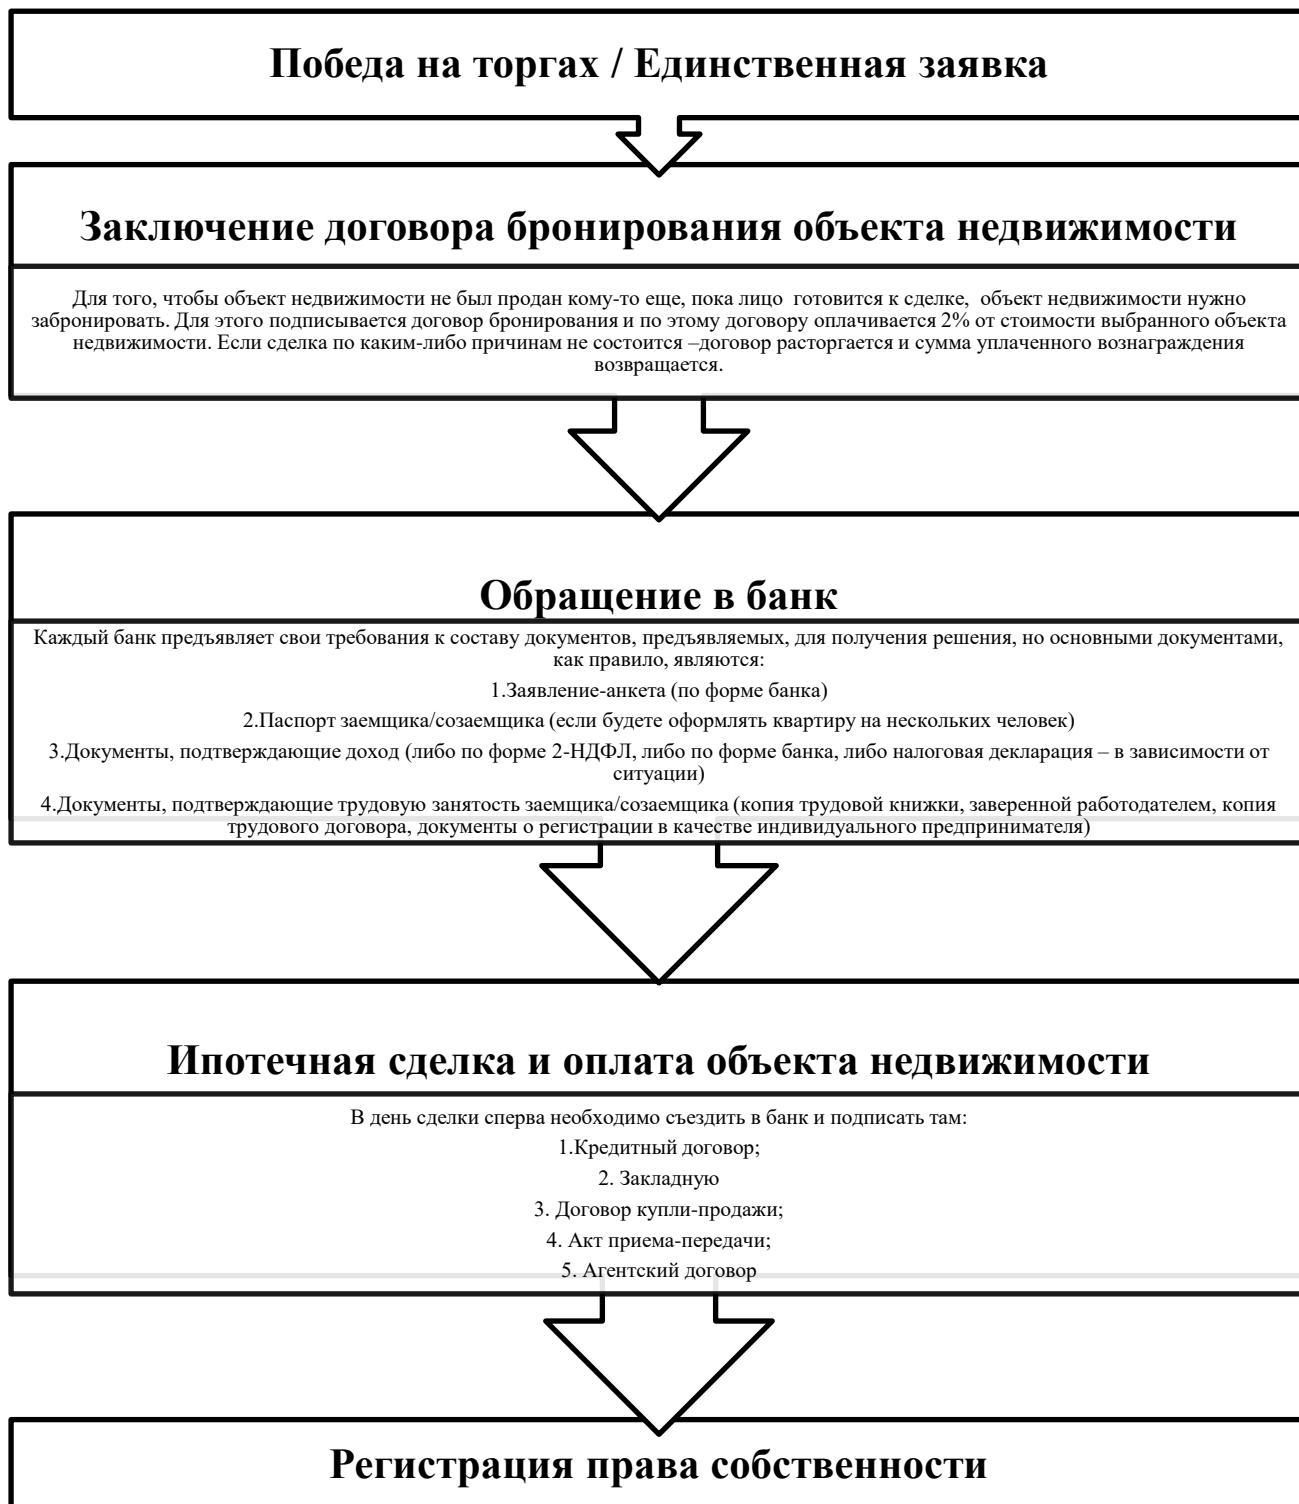 Победа на торгах / Единственная заявка
Заключение договора бронирования объекта недвижимости
Для того, чтобы объект недвижимости не был продан кому-то еще, пока лицо  готовится к сделке,  объект недвижимости нужно
забронировать. Для этого подписывается договор бронирования и по этому договору оплачивается 2% от стоимости выбранного объекта
недвижимости. Если сделка по каким-либо причинам не состоится –договор расторгается и сумма уплаченного вознаграждения
возвращается.
Обращение в банк
Каждый банк предъявляет свои требования к составу документов, предъявляемых, для получения решения, но основными документами,
как правило, являются:
1.Заявление-анкета (по форме банка)
2.Паспорт заемщика/созаемщика (если будете оформлять квартиру на нескольких человек)
3.Документы, подтверждающие доход (либо по форме 2-НДФЛ, либо по форме банка, либо налоговая декларация – в зависимости от
ситуации)
4.Документы, подтверждающие трудовую занятость заемщика/созаемщика (копия трудовой книжки, заверенной работодателем, копия
трудового договора, документы о регистрации в качестве индивидуального предпринимателя)
Ипотечная сделка и оплата объекта недвижимости
В день сделки сперва необходимо съездить в банк и подписать там:
1.Кредитный договор;
2. Закладную
3. Договор купли-продажи;
4. Акт приема-передачи;
5. Агентский договор
Регистрация права собственности